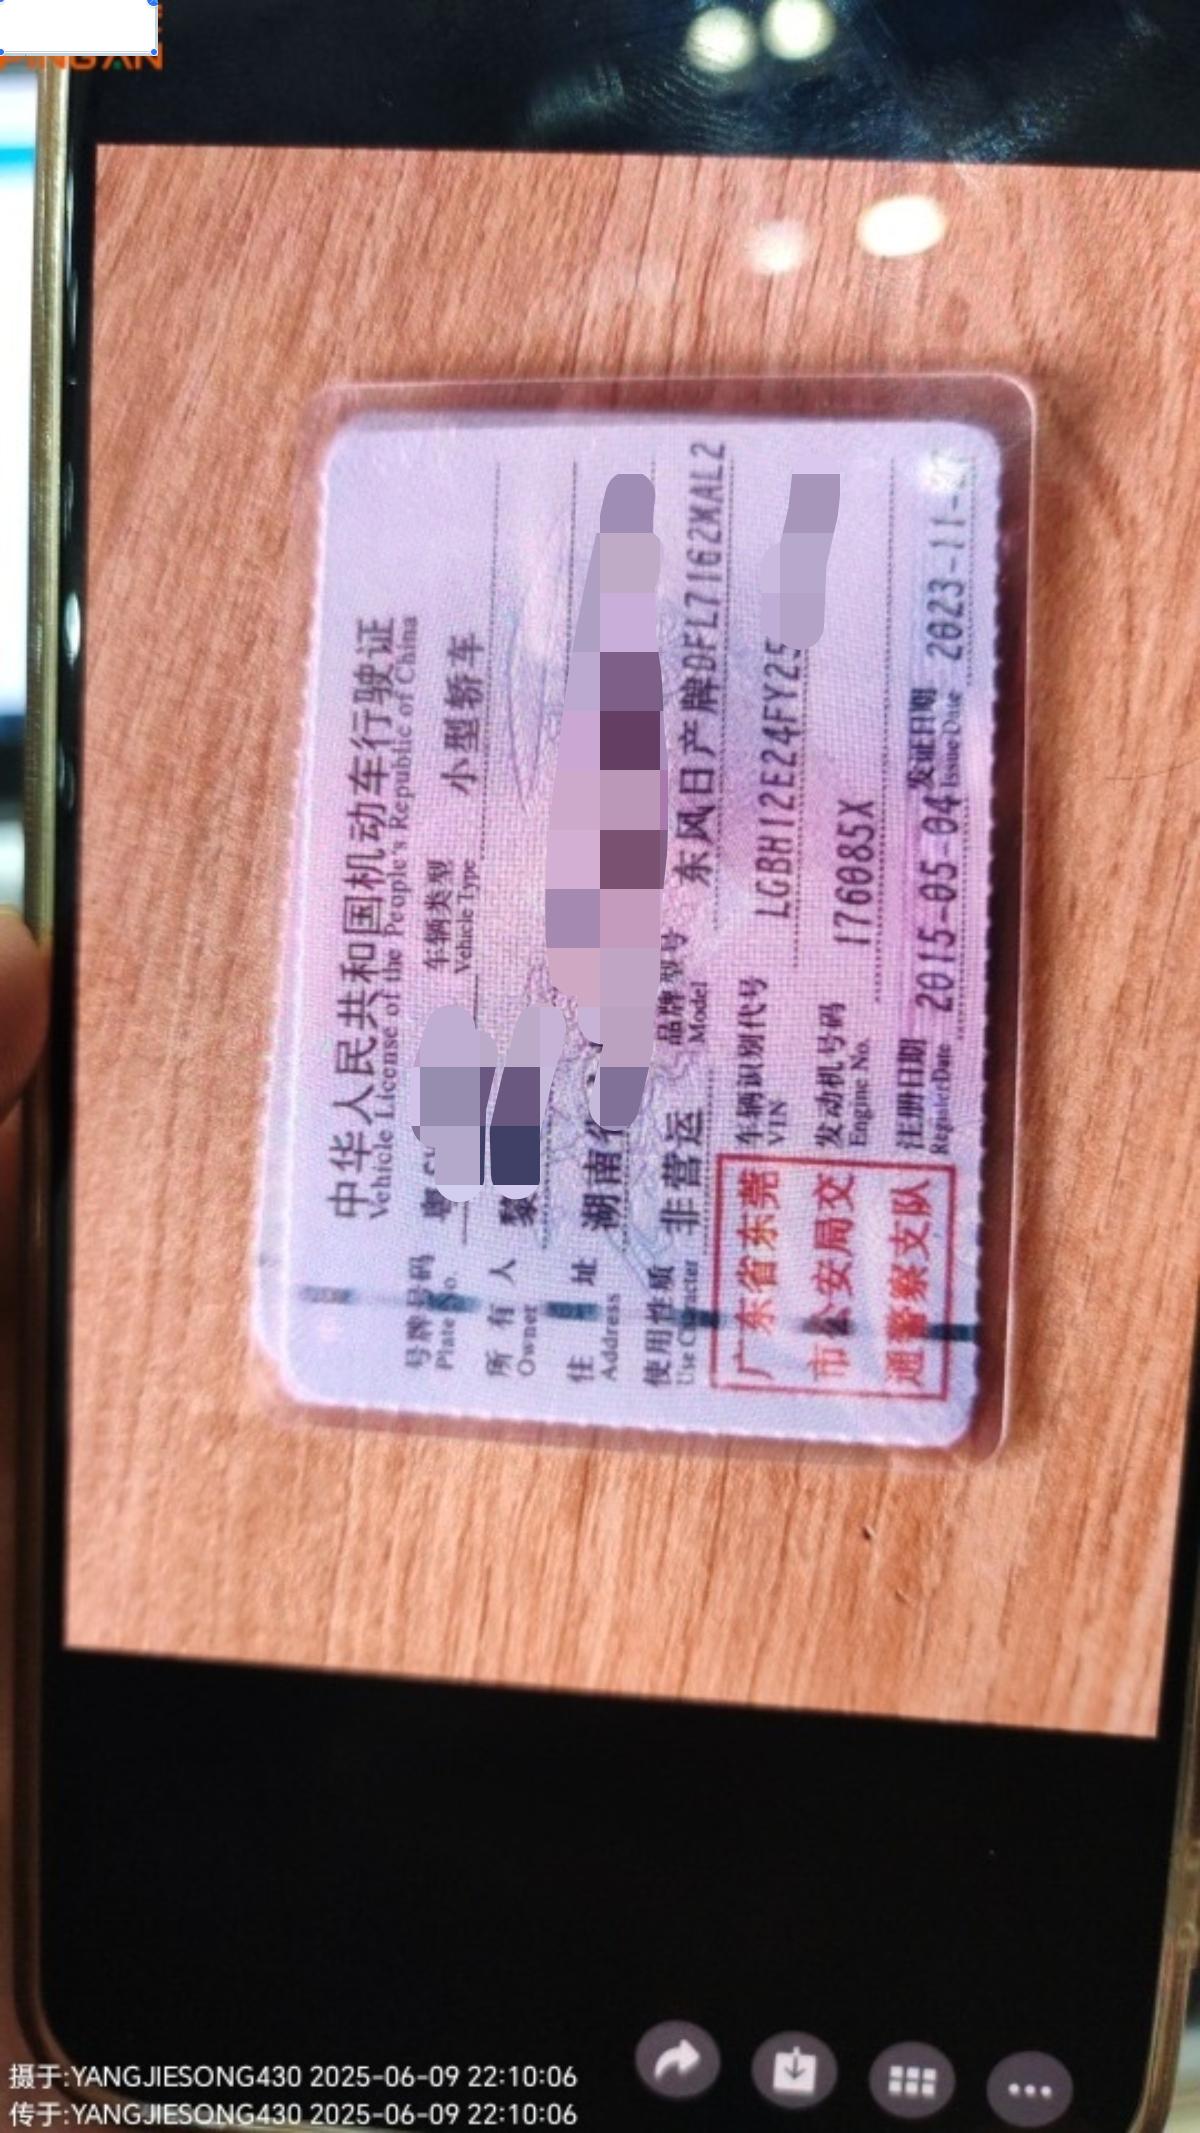 PINGAN
中华人民共和国机动车行驶证
Vehicle License of the People's Republic of China
号牌号码 粤
Plate No.
车辆类型 小型轿车
Vehicle Type
所有人 黎
Owner
住址 湖南
Address
使用性质 非营运
Use Character
品牌型号 东风日产牌DFL7162MAL2
Model
车辆识别代号 LGBH12E24FY25
VIN
发动机号码 176085X
Engine No.
注册日期 2015-05-04 发证日期 2023-11-
Register Date Issue Date
广东省东莞
市公安局交
通警察支队
摄于:YANGJIESONG430 2025-06-09 22:10:06
传于:YANGJIESONG430 2025-06-09 22:10:06